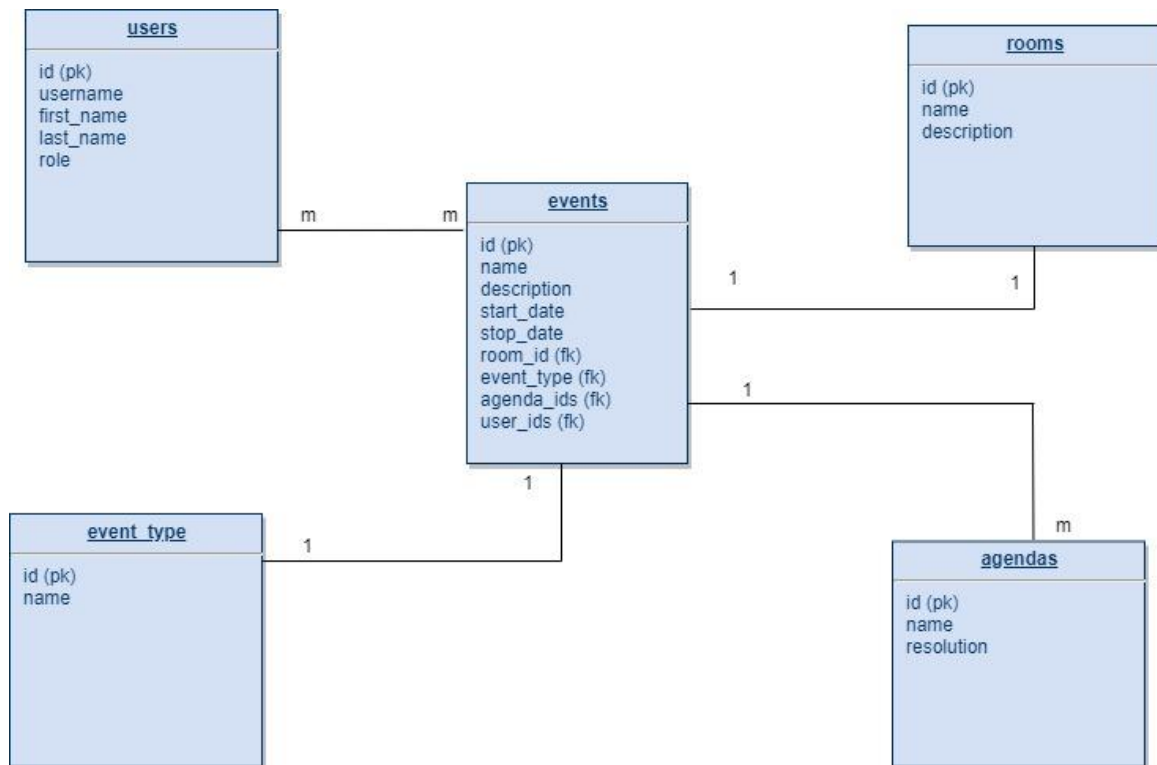 users
id (pk)
username
first_name
last_name
role
rooms
id (pk)
name
description
m
m
events
id (pk)
name
description
start_date
stop_date
room_id (fk)
event_type (fk)
agenda_ids (fk)
user_ids (fk)
1
1
1
m
1
1
event_type
id (pk)
name
agendas
id (pk)
name
resolution